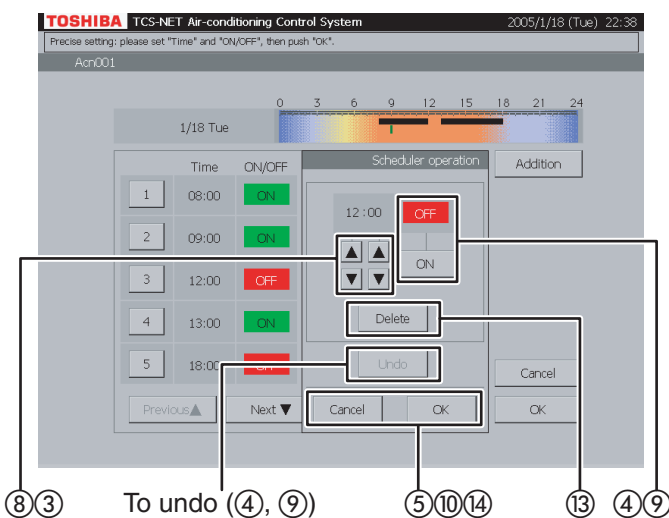 TOSHIBA TCS-NET Air-conditioning Control System 2005/1/18 (Tue) 22:38
Precise setting: please set "Time" and "ON/OFF", then push "OK".
Acn001
0 3 6 9 12 15 18 21 24
1/18 Tue
Scheduler operation Addition
Time ON/OFF
1 08:00 ON
12:00 OFF
2 09:00 ON
▲ ▲ ON
3 12:00 OFF
▼ ▼
4 13:00 ON
Delete
5 18:00 OFF
Undo
Cancel
Previous▲ Next▼ Cancel OK OK
⑧③ To undo (④, ⑨) ⑤⑩⑭ ⑬ ④⑨